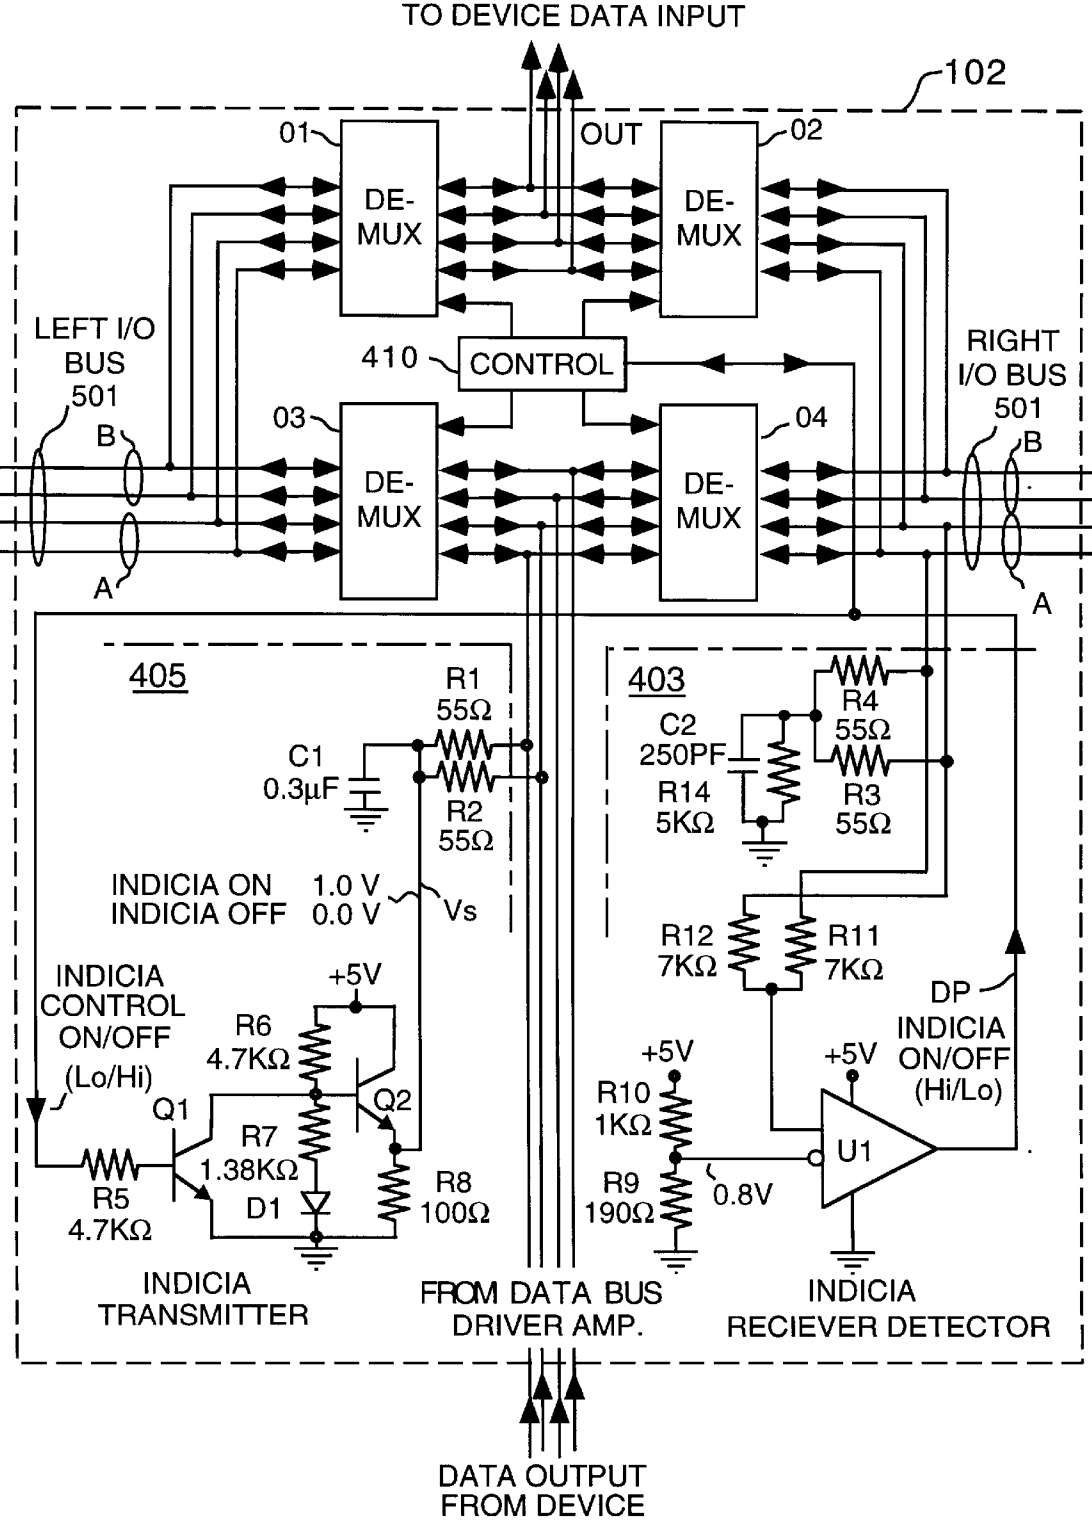 TO DEVICE DATA INPUT
102
01
OUT
02
DE-
MUX
DE-
MUX
LEFT I/O
BUS
501
410
CONTROL
RIGHT
I/O BUS
501
B
03
04
B
DE-
MUX
DE-
MUX
A
A
405
403
R1
55Ω
R2
55Ω
C1
0.3µF
R4
55Ω
R3
55Ω
C2
250PF
R14
5KΩ
INDICIA ON 1.0 V
INDICIA OFF 0.0 V
Vs
R12
7KΩ
R11
7KΩ
INDICIA
CONTROL
ON/OFF
(Lo/Hi)
+5V
R6
4.7KΩ
Q1
Q2
R7
1.38KΩ
D1
R8
100Ω
R5
4.7KΩ
DP
INDICIA
ON/OFF
(Hi/Lo)
+5V
+5V
R10
1KΩ
U1
R9
190Ω
0.8V
INDICIA
TRANSMITTER
FROM DATA BUS
DRIVER AMP.
INDICIA
RECIEVER DETECTOR
DATA OUTPUT
FROM DEVICE